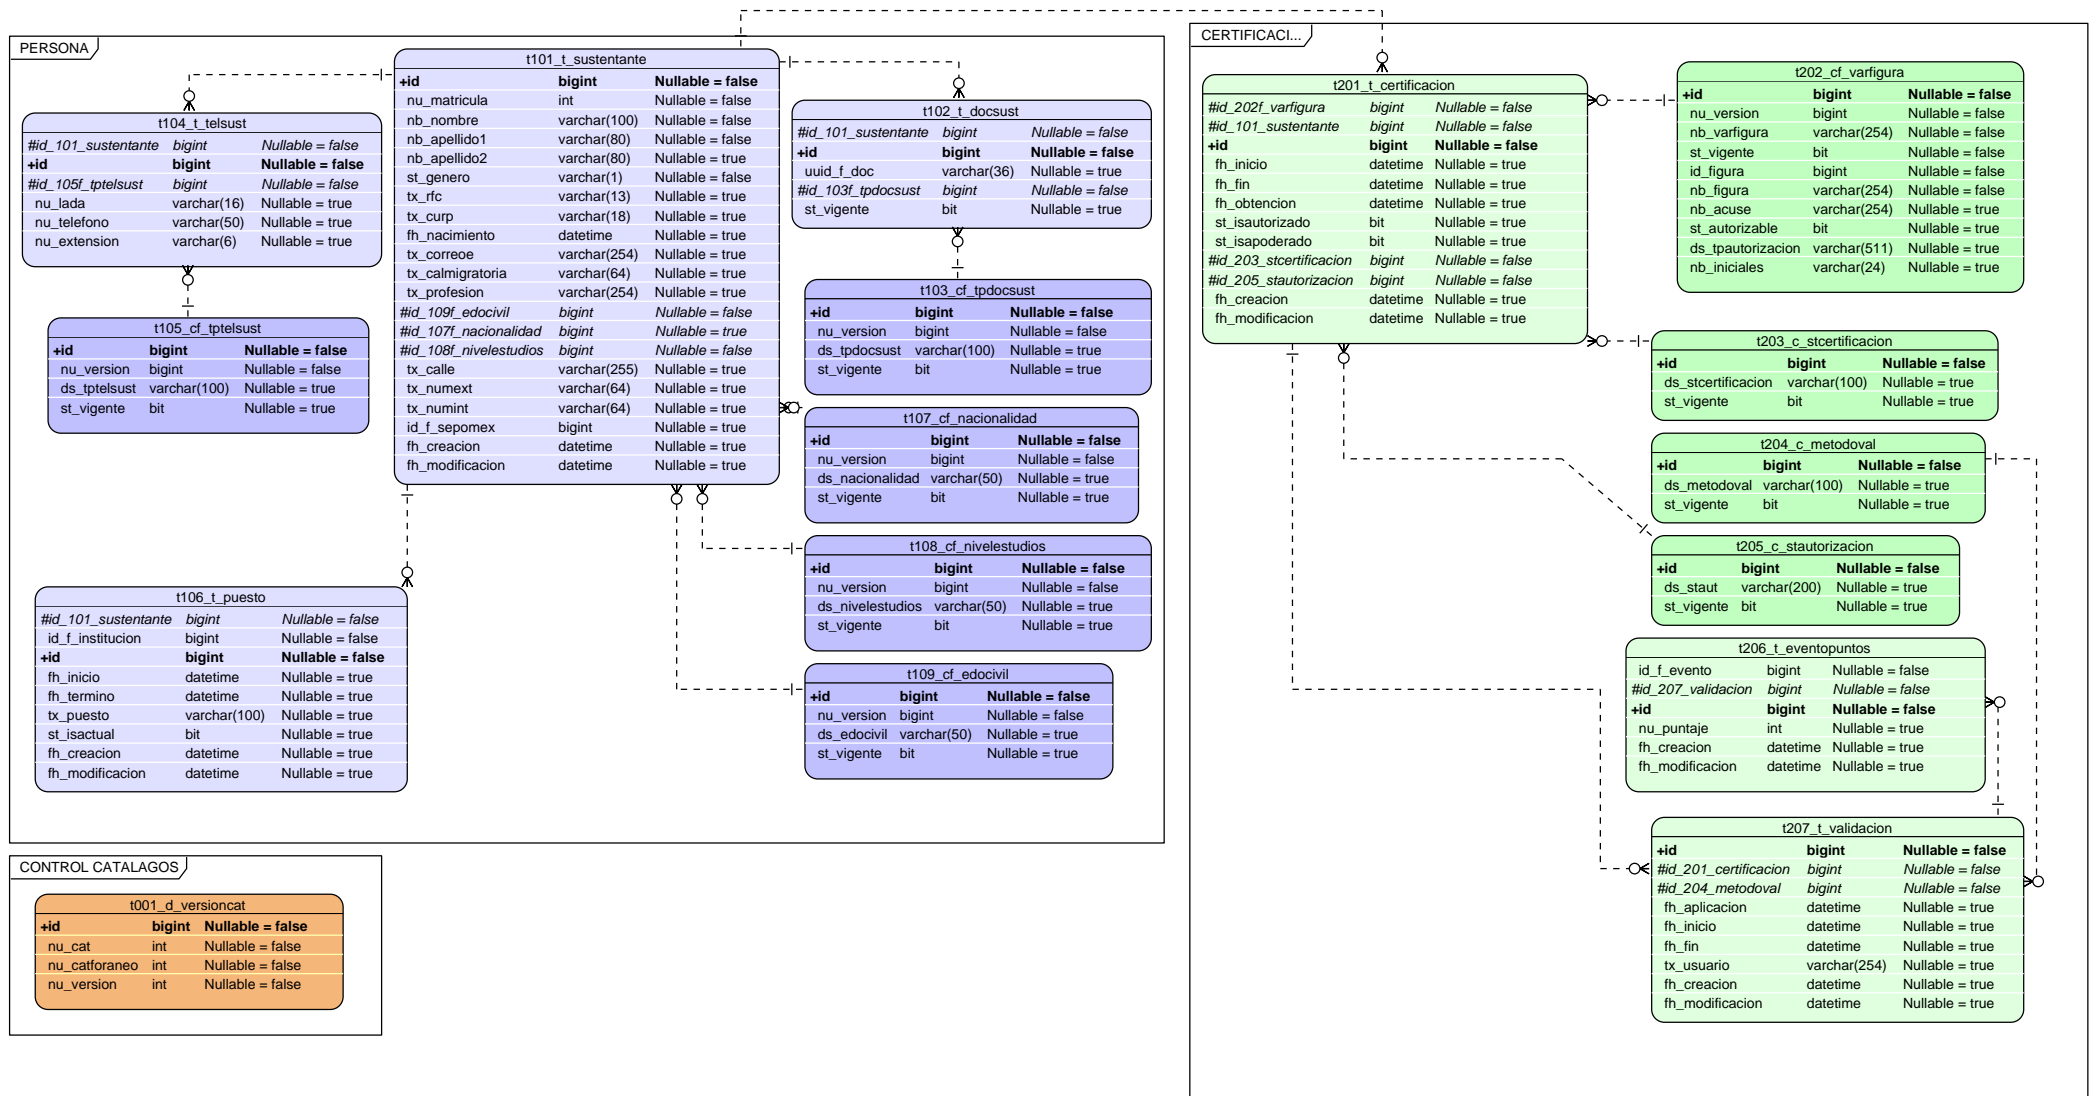 PERSONA
t101_t_sustentante
+id bigint Nullable = false
nu_matricula int Nullable = false
nb_nombre varchar(100) Nullable = false
nb_apellido1 varchar(80) Nullable = false
nb_apellido2 varchar(80) Nullable = true
st_genero varchar(1) Nullable = false
tx_rfc varchar(13) Nullable = true
tx_curp varchar(18) Nullable = true
fh_nacimiento datetime Nullable = true
tx_correoe varchar(254) Nullable = true
tx_calmigratoria varchar(64) Nullable = true
tx_profesion varchar(254) Nullable = true
#id_109f_edocivil bigint Nullable = false
#id_107f_nacionalidad bigint Nullable = true
#id_108f_nivelestudios bigint Nullable = false
tx_calle varchar(255) Nullable = true
tx_numext varchar(64) Nullable = true
tx_numint varchar(64) Nullable = true
id_f_sepomex bigint Nullable = true
fh_creacion datetime Nullable = true
fh_modificacion datetime Nullable = true
t104_t_telsust
#id_101_sustentante bigint Nullable = false
+id bigint Nullable = false
#id_105f_tptelsust bigint Nullable = false
nu_lada varchar(16) Nullable = true
nu_telefono varchar(50) Nullable = true
nu_extension varchar(6) Nullable = true
t105_cf_tptelsust
+id bigint Nullable = false
nu_version bigint Nullable = false
ds_tptelsust varchar(100) Nullable = true
st_vigente bit Nullable = true
t102_t_docsust
#id_101_sustentante bigint Nullable = false
+id bigint Nullable = false
uuid_f_doc varchar(36) Nullable = true
#id_103f_tpdocsust bigint Nullable = false
st_vigente bit Nullable = true
t103_cf_tpdocsust
+id bigint Nullable = false
nu_version bigint Nullable = false
ds_tpdocsust varchar(100) Nullable = true
st_vigente bit Nullable = true
t107_cf_nacionalidad
+id bigint Nullable = false
nu_version bigint Nullable = false
ds_nacionalidad varchar(50) Nullable = true
st_vigente bit Nullable = true
t108_cf_nivelestudios
+id bigint Nullable = false
nu_version bigint Nullable = false
ds_nivelestudios varchar(50) Nullable = true
st_vigente bit Nullable = true
t109_cf_edocivil
+id bigint Nullable = false
nu_version bigint Nullable = false
ds_edocivil varchar(50) Nullable = true
st_vigente bit Nullable = true
t106_t_puesto
#id_101_sustentante bigint Nullable = false
id_f_institucion bigint Nullable = false
+id bigint Nullable = false
fh_inicio datetime Nullable = true
fh_termino datetime Nullable = true
tx_puesto varchar(100) Nullable = true
st_isactual bit Nullable = true
fh_creacion datetime Nullable = true
fh_modificacion datetime Nullable = true
CONTROL CATALAGOS
t001_d_versioncat
+id bigint Nullable = false
nu_cat int Nullable = false
nu_catforaneo int Nullable = false
nu_version int Nullable = false
CERTIFICACI...
t201_t_certificacion
#id_202f_varfigura bigint Nullable = false
#id_101_sustentante bigint Nullable = false
+id bigint Nullable = false
fh_inicio datetime Nullable = true
fh_fin datetime Nullable = true
fh_obtencion datetime Nullable = true
st_isautorizado bit Nullable = true
st_isapoderado bit Nullable = true
#id_203_stcertificacion bigint Nullable = false
#id_205_stautorizacion bigint Nullable = false
fh_creacion datetime Nullable = true
fh_modificacion datetime Nullable = true
t202_cf_varfigura
+id bigint Nullable = false
nu_version bigint Nullable = false
nb_varfigura varchar(254) Nullable = false
st_vigente bit Nullable = false
id_figura bigint Nullable = false
nb_figura varchar(254) Nullable = false
nb_acuse varchar(254) Nullable = true
st_autorizable bit Nullable = true
ds_tpautorizacion varchar(511) Nullable = true
nb_iniciales varchar(24) Nullable = true
t203_c_stcertificacion
+id bigint Nullable = false
ds_stcertificacion varchar(100) Nullable = true
st_vigente bit Nullable = true
t204_c_metodoval
+id bigint Nullable = false
ds_metodoval varchar(100) Nullable = true
st_vigente bit Nullable = true
t205_c_stautorizacion
+id bigint Nullable = false
ds_staut varchar(200) Nullable = true
st_vigente bit Nullable = true
t206_t_eventopuntos
id_f_evento bigint Nullable = false
#id_207_validacion bigint Nullable = false
+id bigint Nullable = false
nu_puntaje int Nullable = true
fh_creacion datetime Nullable = true
fh_modificacion datetime Nullable = true
t207_t_validacion
+id bigint Nullable = false
#id_201_certificacion bigint Nullable = false
#id_204_metodoval bigint Nullable = false
fh_aplicacion datetime Nullable = true
fh_inicio datetime Nullable = true
fh_fin datetime Nullable = true
tx_usuario varchar(254) Nullable = true
fh_creacion datetime Nullable = true
fh_modificacion datetime Nullable = true